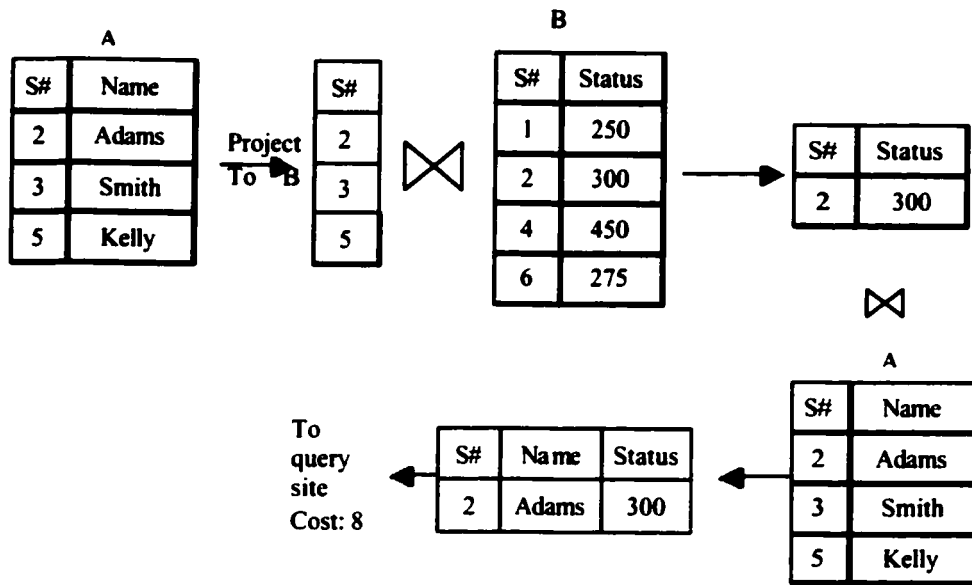 A
S# Name
2 Adams
3 Smith
5 Kelly
Project
To B
S#
2
3
5
B
S# Status
1 250
2 300
4 450
6 275
S# Status
2 300
A
S# Name
2 Adams
3 Smith
5 Kelly
S# Name Status
2 Adams 300
To
query
site
Cost: 8